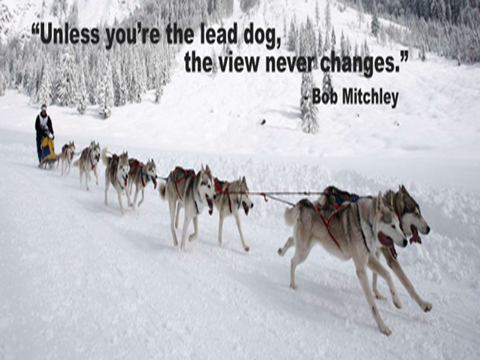 “Unless you’re the lead dog,
the view never changes.”
Bob Mitchley